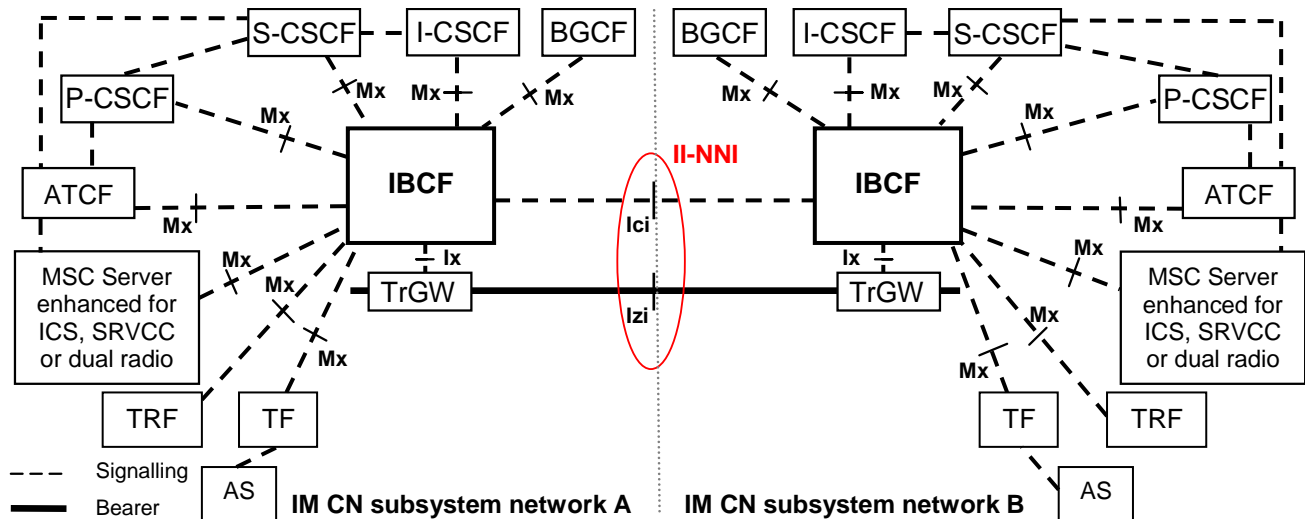 S-CSCF
I-CSCF
BGCF
BGCF
I-CSCF
S-CSCF
P-CSCF
Mx
Mx
Mx
Mx
Mx
Mx
P-CSCF
Mx
Mx
II-NNI
IBCF
IBCF
ATCF
ATCF
Mx
Mx
Ici
MSC Server
enhanced for
ICS, SRVCC
or dual radio
Mx
Ix
Ix
Mx
MSC Server
enhanced for
ICS, SRVCC
or dual radio
Mx
TrGW
TrGW
Izi
Mx
Mx
Mx
TRF
TF
TF
TRF
Signalling
AS
AS
Bearer
IM CN subsystem network A
IM CN subsystem network B